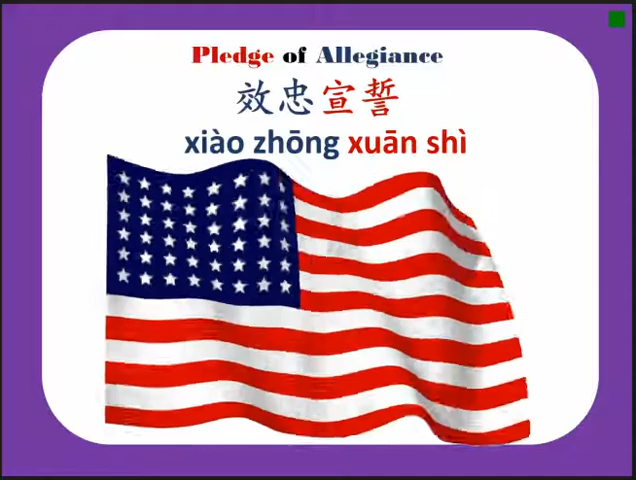 Pledge of Allegiance
效忠宣誓
xiào zhōng xuān shì